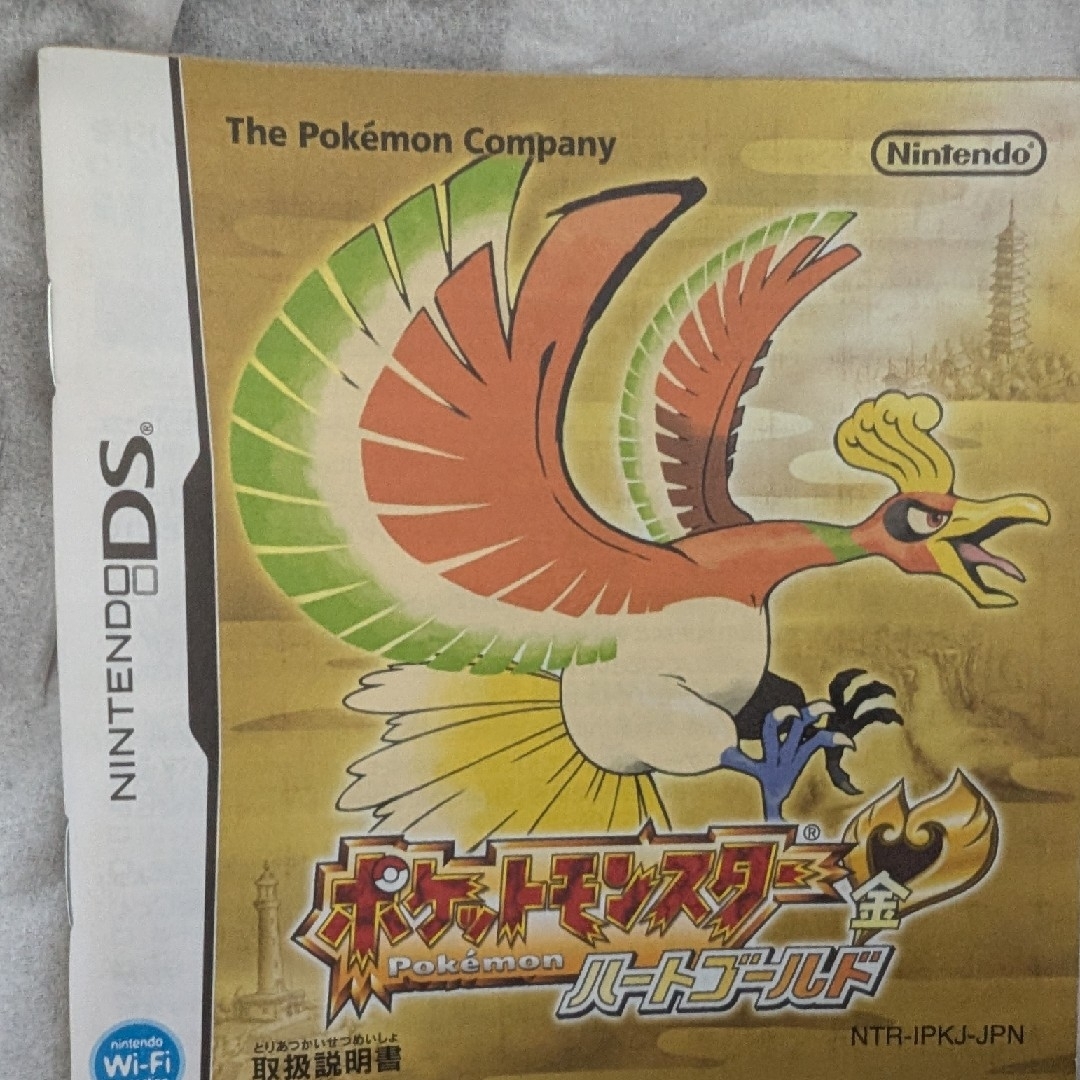 The Pokémon Company
Nintendo®
NINTENDO DS®
ポケットモンスター®
金
Pokémon
ハートゴールド
NTR-IPKJ-JPN
とりあつかいせつめいしょ
取扱説明書
nintendo
Wi-Fi